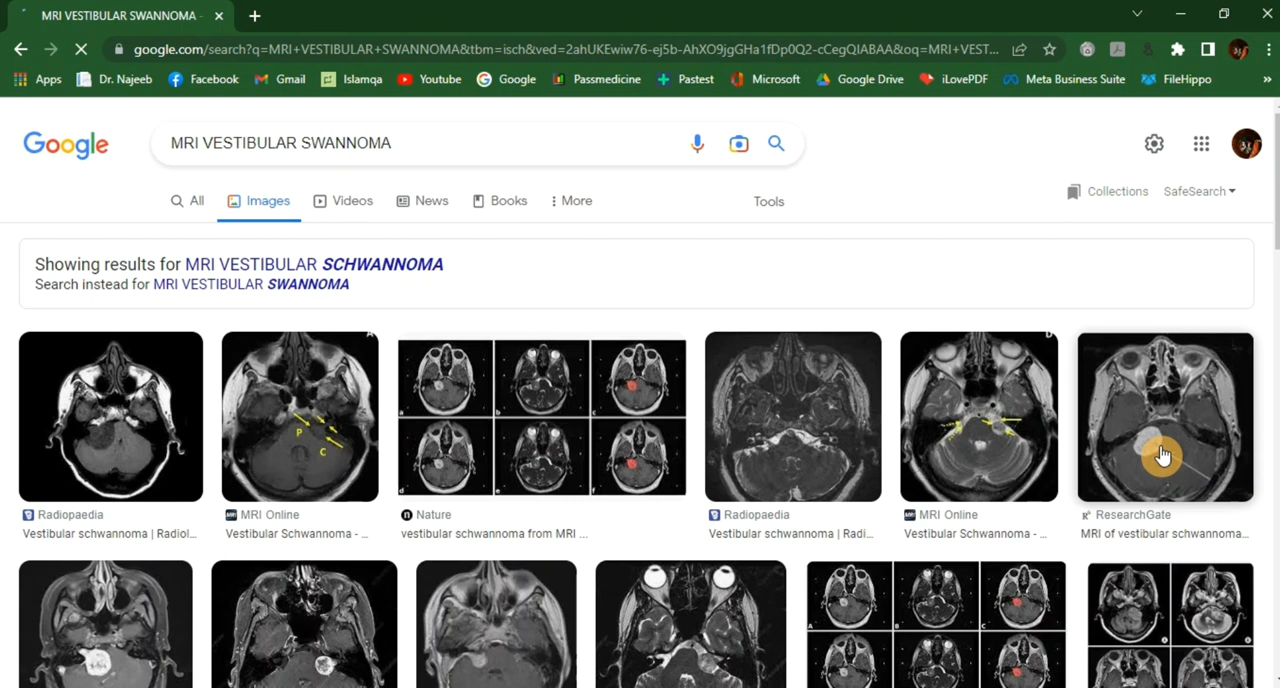 MRI VESTIBULAR SWANNOMA -
google.com/search?q=MRI+VESTIBULAR+SWANNOMA&tbm=isch&ved=2ahUKEwiw76-ej5b-AhXO9jgGHa1fDp0Q2-cCegQIABAA&oq=MRI+VEST...
Apps Dr. Najeeb Facebook Gmail Islamqa Youtube Google Passmedicine Pastest Microsoft Google Drive iLovePDF Meta Business Suite FileHippo »
Google MRI VESTIBULAR SWANNOMA
All Images Videos News Books More Tools
Collections SafeSearch
Showing results for MRI VESTIBULAR SCHWANNOMA
Search instead for MRI VESTIBULAR SWANNOMA
P
C
a b c
d e f
Radiopaedia
Vestibular schwannoma | Radiol...
MRI Online
Vestibular Schwannoma - ...
Nature
vestibular schwannoma from MRI ...
Radiopaedia
Vestibular schwannoma | Radi...
MRI Online
Vestibular Schwannoma - ...
ResearchGate
MRI of vestibular schwannoma...
A B C